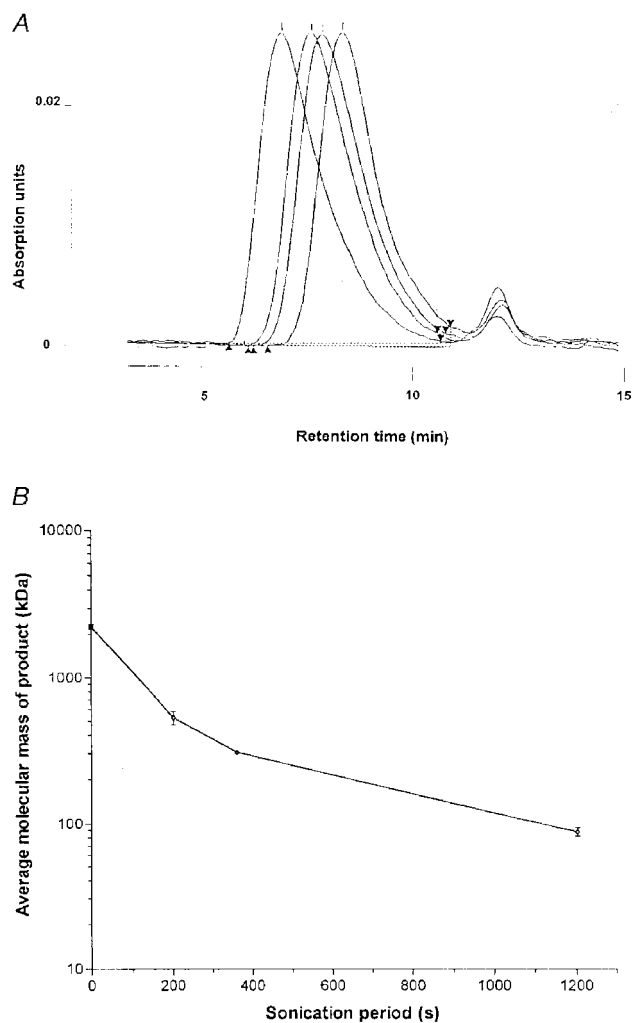 A
0.02
Absorption units
0
5
10
15
Retention time (min)
B
10000
1000
100
10
Average molecular mass of product (kDa)
0
200
400
600
800
1000
1200
Sonication period (s)